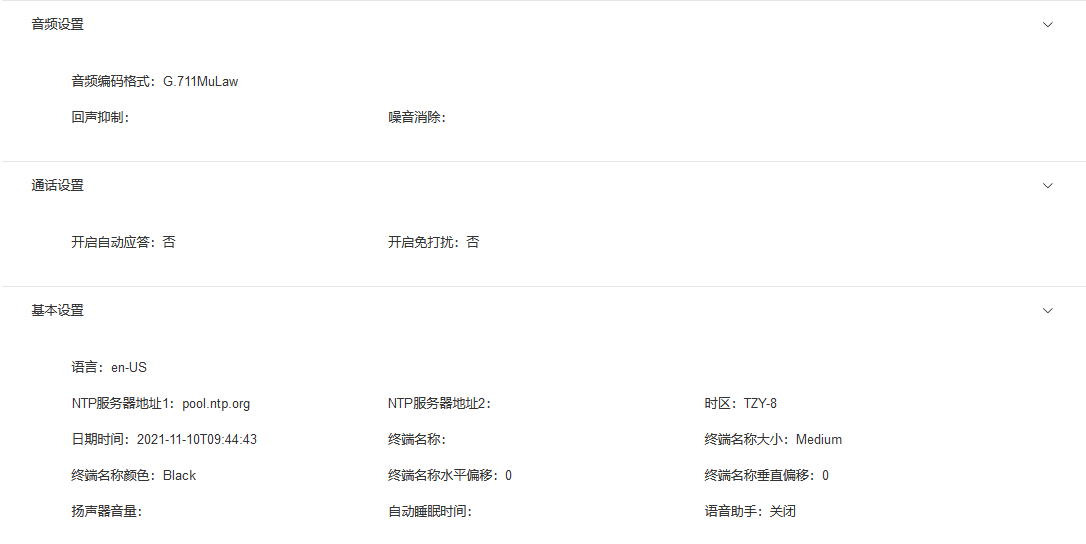 音频设置
音频编码格式：G.711MuLaw
回声抑制： 噪音消除：
通话设置
开启自动应答：否 开启免打扰：否
基本设置
语言：en-US
NTP服务器地址1：pool.ntp.org NTP服务器地址2： 时区：TZY-8
日期时间：2021-11-10T09:44:43 终端名称： 终端名称大小：Medium
终端名称颜色：Black 终端名称水平偏移：0 终端名称垂直偏移：0
扬声器音量： 自动睡眠时间： 语音助手：关闭